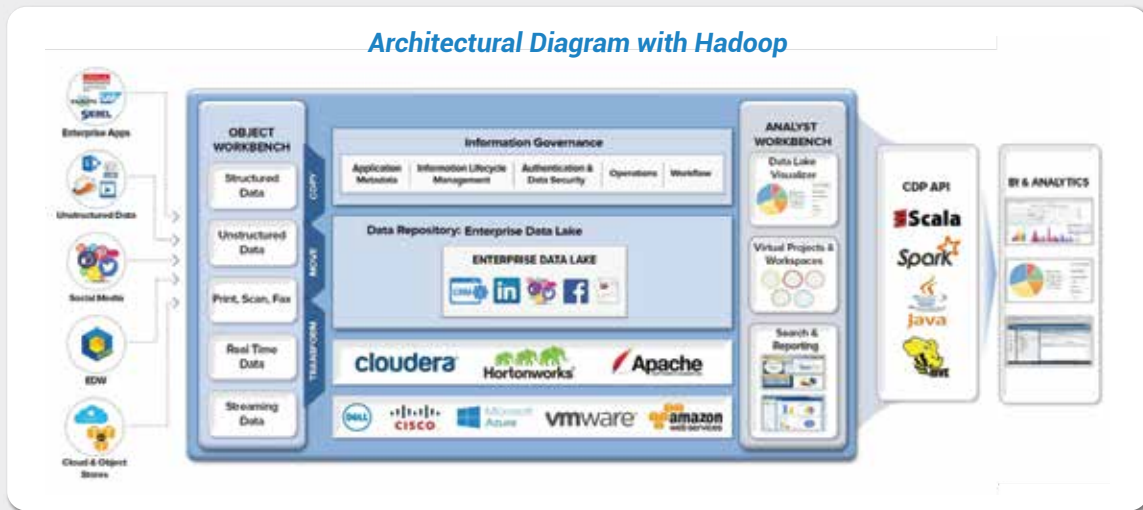 Architectural Diagram with Hadoop
SAP
SIEBEL
Enterprise Apps
Unstructured Data
Social Media
EDW
Cloud & Object
Stores
OBJECT
WORKBENCH
Structured
Data
Unstructured
Data
Print, Scan, Fax
Real Time
Data
Streaming
Data
COPY
MOVE
TRANSFORM
Information Governance
Application
Metadata
Information Lifecycle
Management
Authentication &
Data Security
Operations
Workflow
Data Repository: Enterprise Data Lake
ENTERPRISE DATA LAKE
CRM
in
f
cloudera
Hortonworks
Apache
DELL
CISCO
Microsoft
Azure
vmware
amazon
web services
ANALYST
WORKBENCH
Data Lake
Visualizer
Virtual Projects &
Workspaces
Search &
Reporting
CDP API
Scala
Spark
Java
BI & ANALYTICS